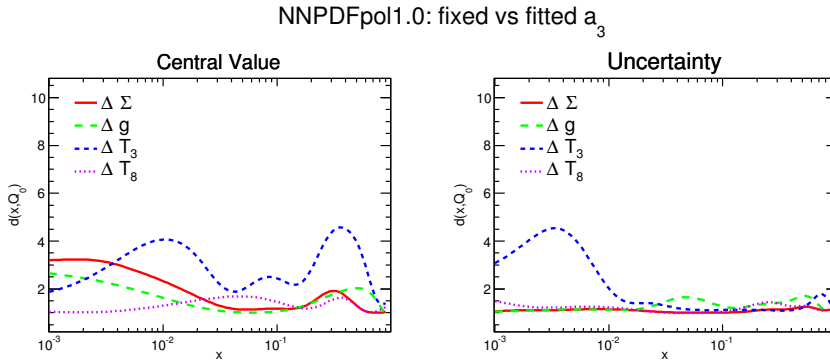 NNPDFpol1.0: fixed vs fitted a₃
Central Value
d(x,Q₀)
10
8
6
4
2
Δ Σ
Δ g
Δ T₃
Δ T₈
10⁻³
10⁻²
10⁻¹
x
Uncertainty
d(x,Q₀)
10
8
6
4
2
Δ Σ
Δ g
Δ T₃
Δ T₈
10⁻³
10⁻²
10⁻¹
x